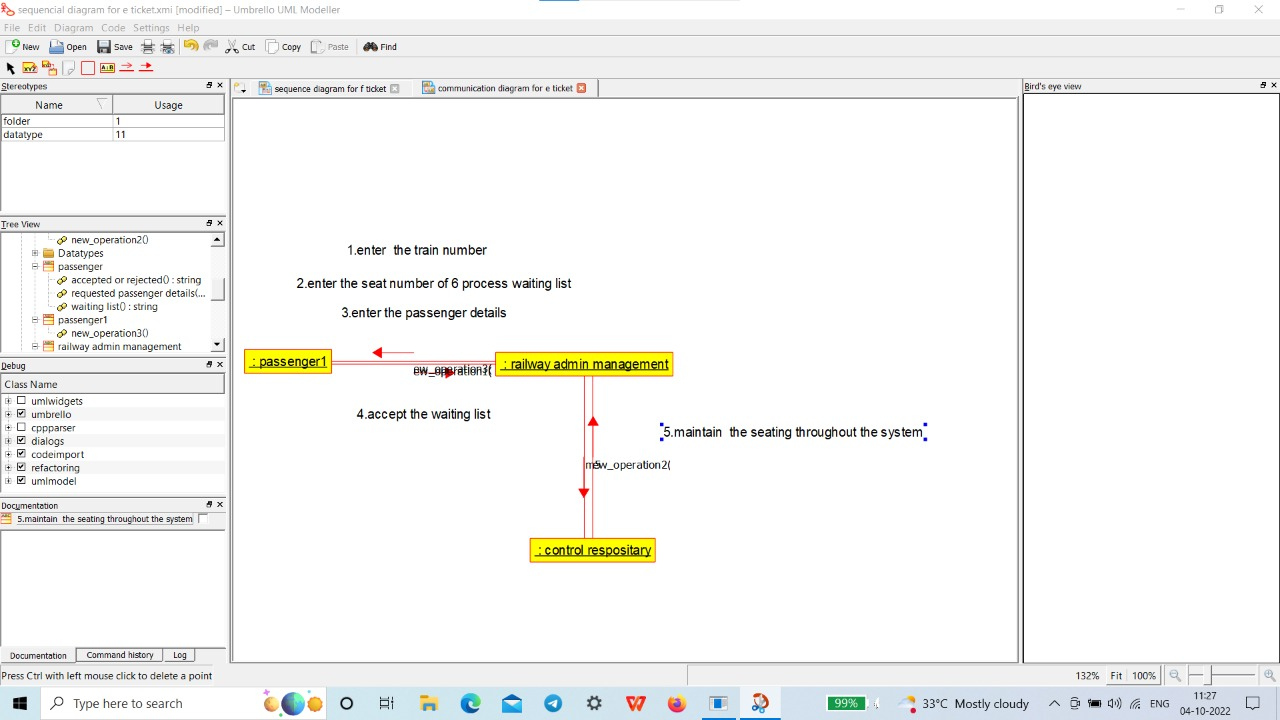 sequencial diagram for e ticket.xmi [modified] – Umbrello UML Modeller
File Edit Diagram Code Settings Help
New Open Save Cut Copy Paste Find
Stereotypes
Name Usage
folder 1
datatype 11
Tree View
new_operation2()
Datatypes
passenger
accepted or rejected() : string
requested passenger details(...
waiting list() : string
passenger1
new_operation3()
railway admin management
Debug
Class Name
umlwidgets
umbrello
cppparser
dialogs
codeimport
refactoring
umlmodel
Documentation
5.maintain the seating throughout the system
Documentation Command history Log
Press Ctrl with left mouse click to delete a point
sequence diagram for f ticket communication diagram for e ticket
1.enter the train number
2.enter the seat number of 6 process waiting list
3.enter the passenger details
: passenger1
: railway admin management
4.accept the waiting list
5.maintain the seating throughout the system
ew_operation2(
: control respositary
Bird's eye view
132% Fit 100%
Type here to search
99%
33°C Mostly cloudy
ENG
11:27
04-10-2022